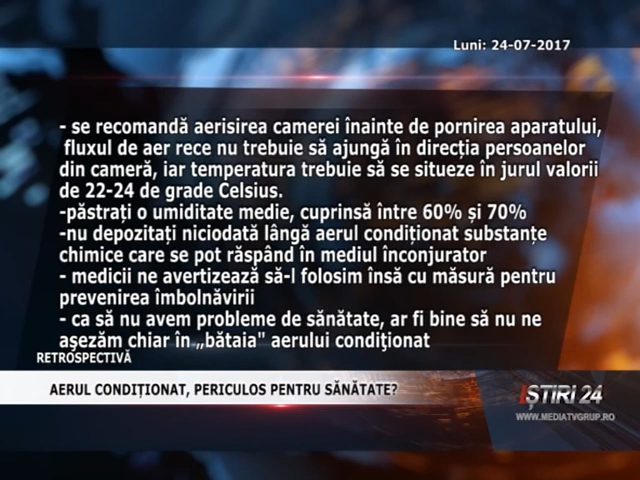 Luni: 24-07-2017
- se recomandă aerisirea camerei înainte de pornirea aparatului,
fluxul de aer rece nu trebuie să ajungă în direcția persoanelor
din cameră, iar temperatura trebuie să se situeze în jurul valorii
de 22-24 de grade Celsius.
-păstrați o umiditate medie, cuprinsă între 60% și 70%
-nu depozitați niciodată lângă aerul condiționat substanțe
chimice care se pot răspând în mediul înconjurator
- medicii ne avertizează să-l folosim însă cu măsură pentru
prevenirea îmbolnăvirii
- ca să nu avem probleme de sănătate, ar fi bine să nu ne
așezăm chiar în „bătaia" aerului condiţionat
RETROSPECTIVĂ
AERUL CONDIȚIONAT, PERICULOS PENTRU SĂNĂTATE?
ȘTIRI 24
WWW.MEDIATVGRUP.RO